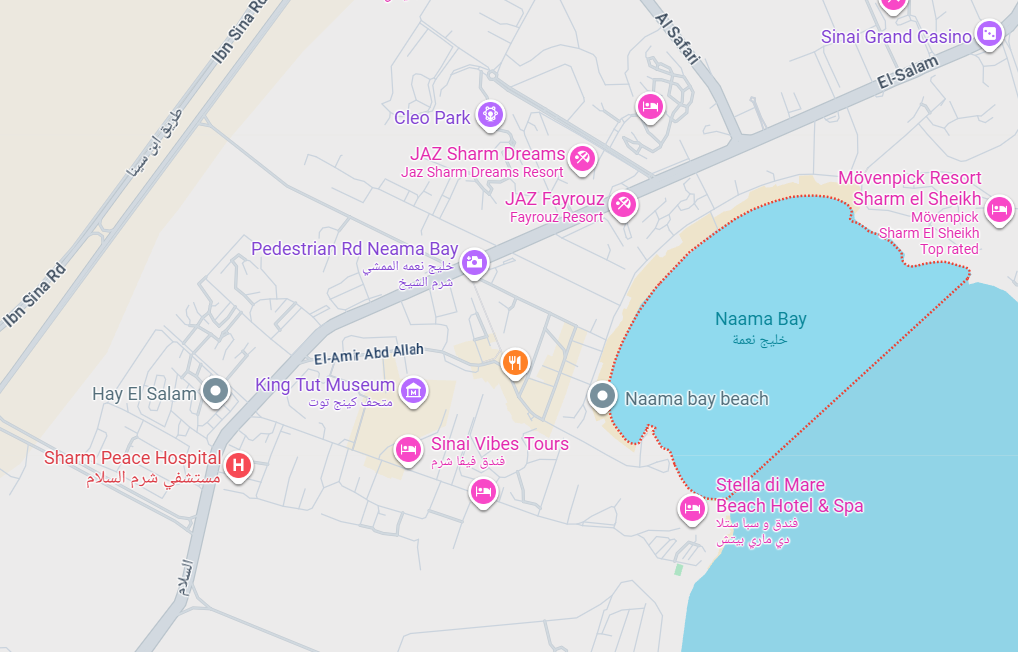 Ibn Sina Rd
Al Safari
Sinai Grand Casino
El-Salam
Cleo Park
طريق ابن سينا
JAZ Sharm Dreams
Jaz Sharm Dreams Resort
Mövenpick Resort
Sharm el Sheikh
Mövenpick
Sharm El Sheikh
Top rated
JAZ Fayrouz
Fayrouz Resort
Pedestrian Rd Neama Bay
خليج نعمه الممشي
شرم الشيخ
Ibn Sina Rd
Naama Bay
خليج نعمة
El-Amir Abd Allah
King Tut Museum
متحف كينج توت
Hay El Salam
Naama bay beach
Sinai Vibes Tours
فندق فيفا شرم
Sharm Peace Hospital
H
مستشفي شرم السلام
Stella di Mare
Beach Hotel & Spa
فندق و سبا ستلا
دي ماري بيتش
السلام